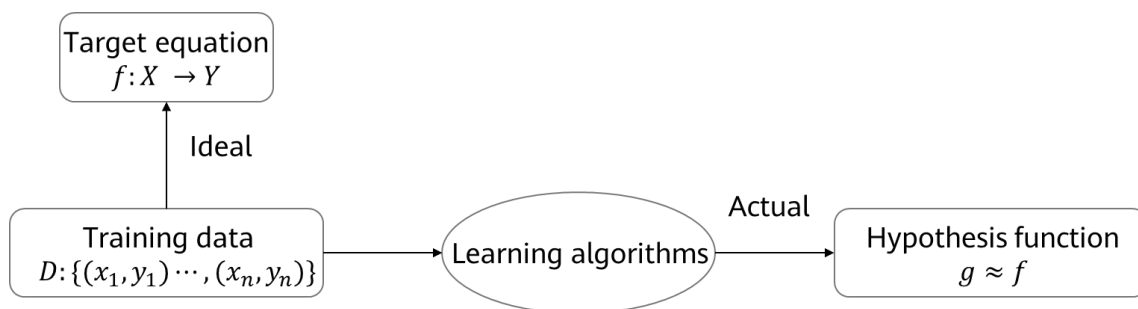 Target equation
f: X → Y
Ideal
Training data
D: {(x₁, y₁) ⋯, (xₙ, yₙ)}
Learning algorithms
Actual
Hypothesis function
g ≈ f